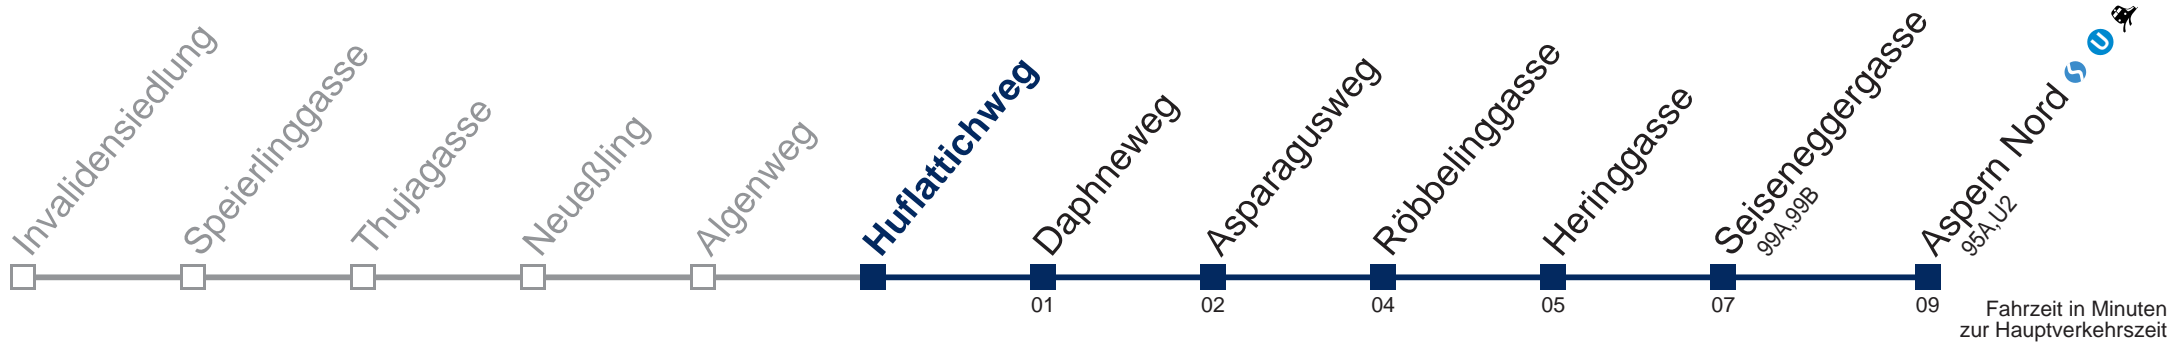 Invalidensiedlung
Speierlinggasse
Thujagasse
Neueßling
Algenweg
Huflattichweg
Daphneweg
Asparagusweg
Röbbelinggasse
Heringgasse
Seiseneggergasse
99A,99B
Aspern Nord
95A,U2
U
01
02
04
05
07
09
Fahrzeit in Minuten
zur Hauptverkehrszeit